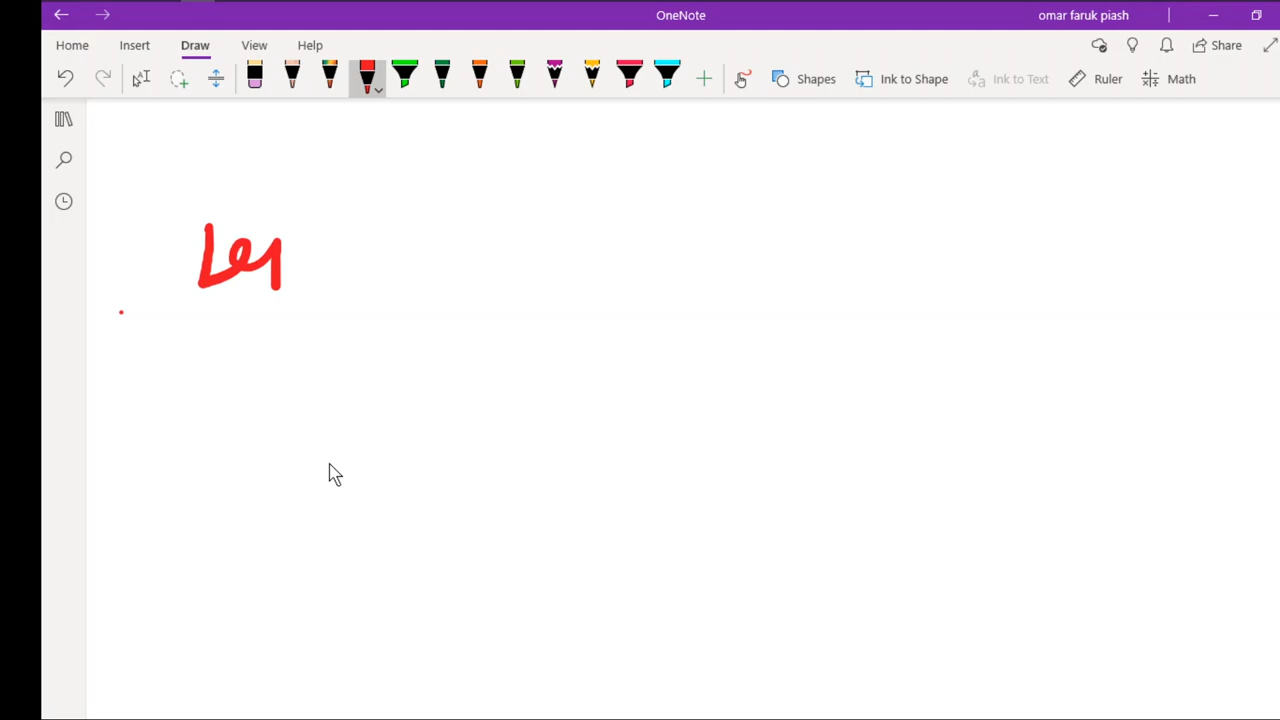 OneNote
omar faruk piash
Home Insert Draw View Help
Share
Shapes Ink to Shape Ink to Text Ruler Math